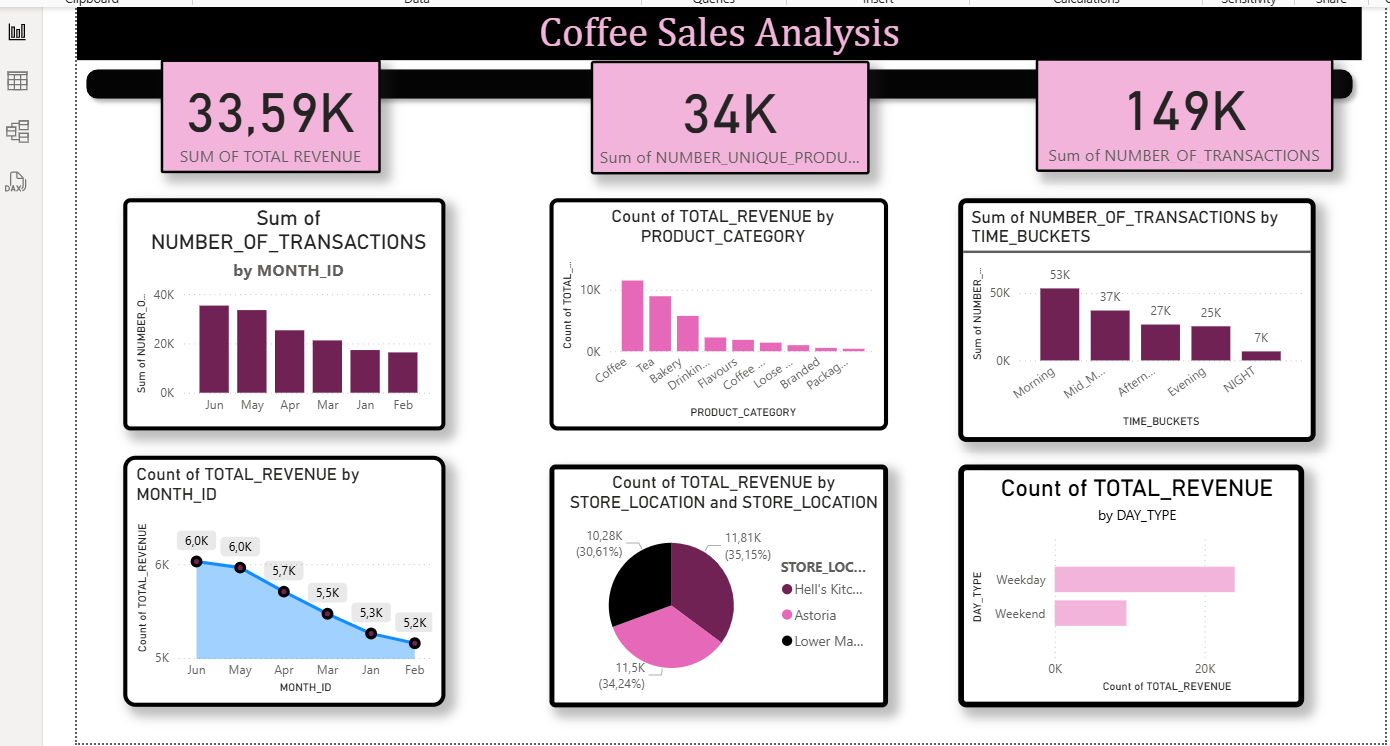 Clipboard
Data
Queries
Insert
Calculations
Sensitivity
Share
Coffee Sales Analysis
33,59K
SUM OF TOTAL REVENUE
34K
Sum of NUMBER_UNIQUE_PRODU...
149K
Sum of NUMBER_OF_TRANSACTIONS
DAX
Sum of
NUMBER_OF_TRANSACTIONS
by MONTH_ID
Sum of NUMBER_O...
40K
20K
0K
Jun May Apr Mar Jan Feb
Count of TOTAL_REVENUE by
PRODUCT_CATEGORY
Count of TOTAL_...
10K
0K
Coffee Tea Bakery Drinkin... Flavours Coffee ... Loose ... Branded Packag...
PRODUCT_CATEGORY
Sum of NUMBER_OF_TRANSACTIONS by
TIME_BUCKETS
Sum of NUMBER_...
50K
0K
53K
37K
27K
25K
7K
Morning Mid_M... Aftern... Evening NIGHT
TIME_BUCKETS
Count of TOTAL_REVENUE by
MONTH_ID
Count of TOTAL_REVENUE
6K
5K
6,0K
6,0K
5,7K
5,5K
5,3K
5,2K
Jun May Apr Mar Jan Feb
MONTH_ID
Count of TOTAL_REVENUE by
STORE_LOCATION and STORE_LOCATION
10,28K
(30,61%)
11,81K
(35,15%)
11,5K
(34,24%)
STORE_LOC...
Hell's Kitc...
Astoria
Lower Ma...
Count of TOTAL_REVENUE
by DAY_TYPE
DAY_TYPE
Weekday
Weekend
0K 20K
Count of TOTAL_REVENUE